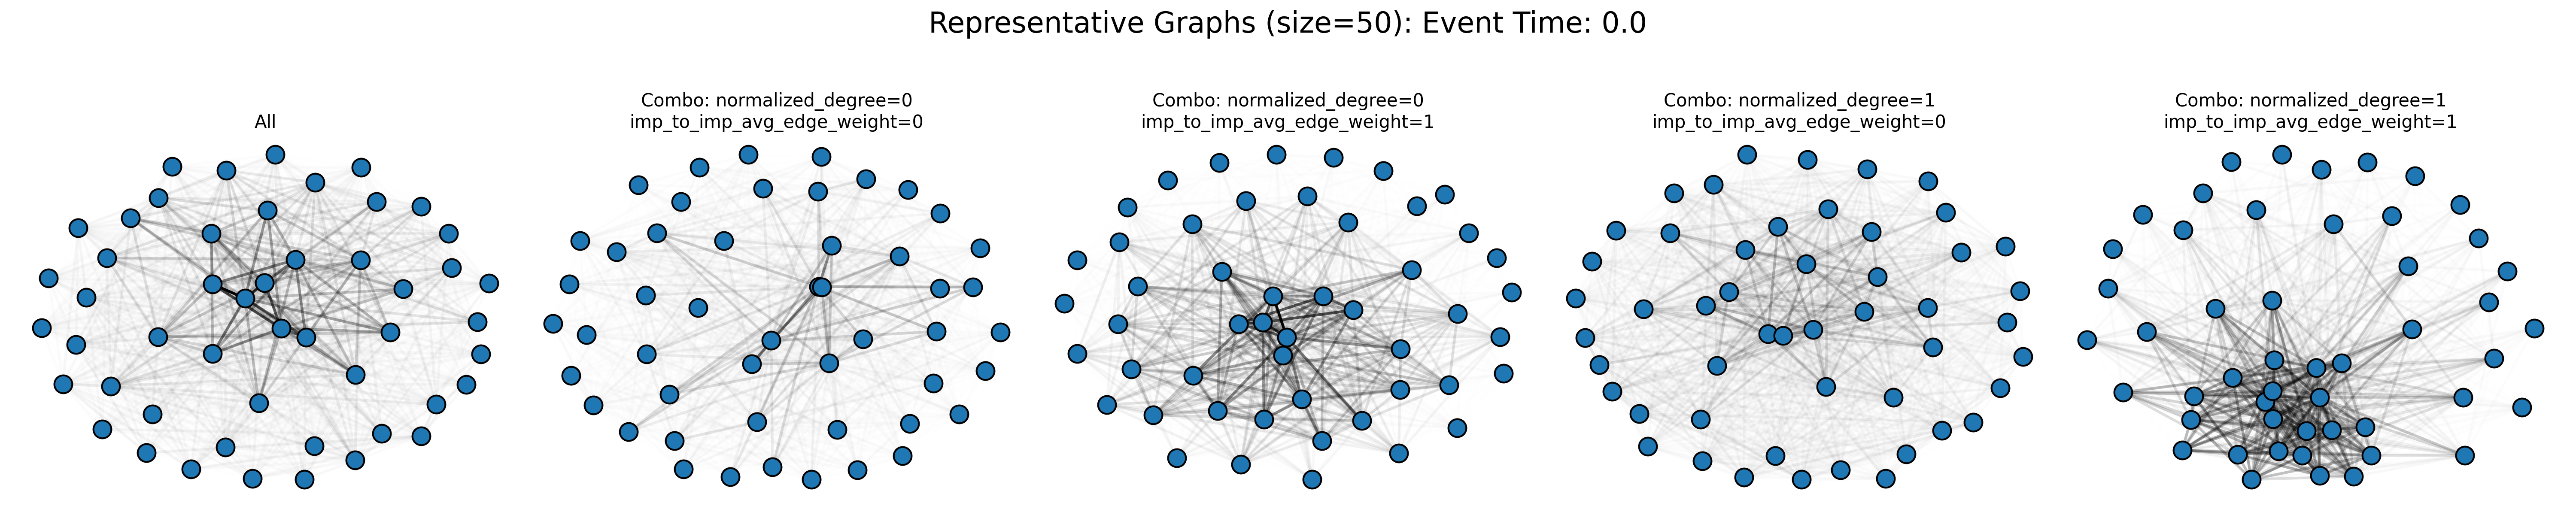 Representative Graphs (size=50): Event Time: 0.0
All
Combo: normalized_degree=0
imp_to_imp_avg_edge_weight=0
Combo: normalized_degree=0
imp_to_imp_avg_edge_weight=1
Combo: normalized_degree=1
imp_to_imp_avg_edge_weight=0
Combo: normalized_degree=1
imp_to_imp_avg_edge_weight=1